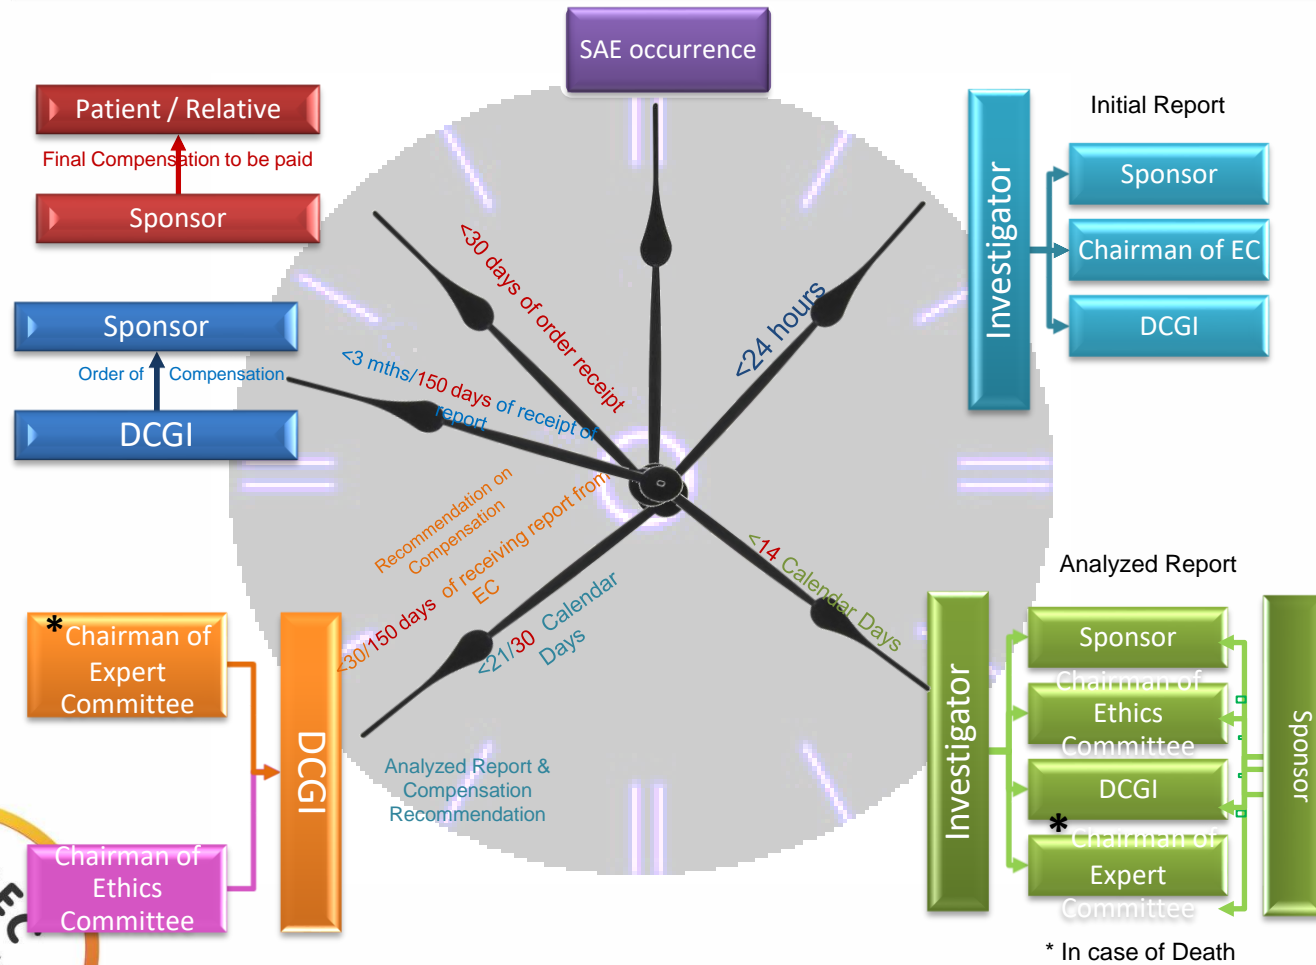 SAE occurrence
Initial Report
Investigator
Sponsor
Chairman of EC
DCGI
<24 hours
<14 Calendar Days
Analyzed Report
Investigator
Sponsor
Chairman of
Ethics
Committee
DCGI
* Chairman of
Expert
Committee
Sponsor
* In case of Death
<21/30 Calendar
Days
Analyzed Report &
Compensation
Recommendation
Recommendation on
Compensation
<30/150 days of receiving report from
EC
* Chairman of
Expert
Committee
Chairman of
Ethics
Committee
DCGI
<3 mths/150 days of receipt of
report
Sponsor
Order of Compensation
DCGI
<30 days of order receipt
Patient / Relative
Final Compensation to be paid
Sponsor